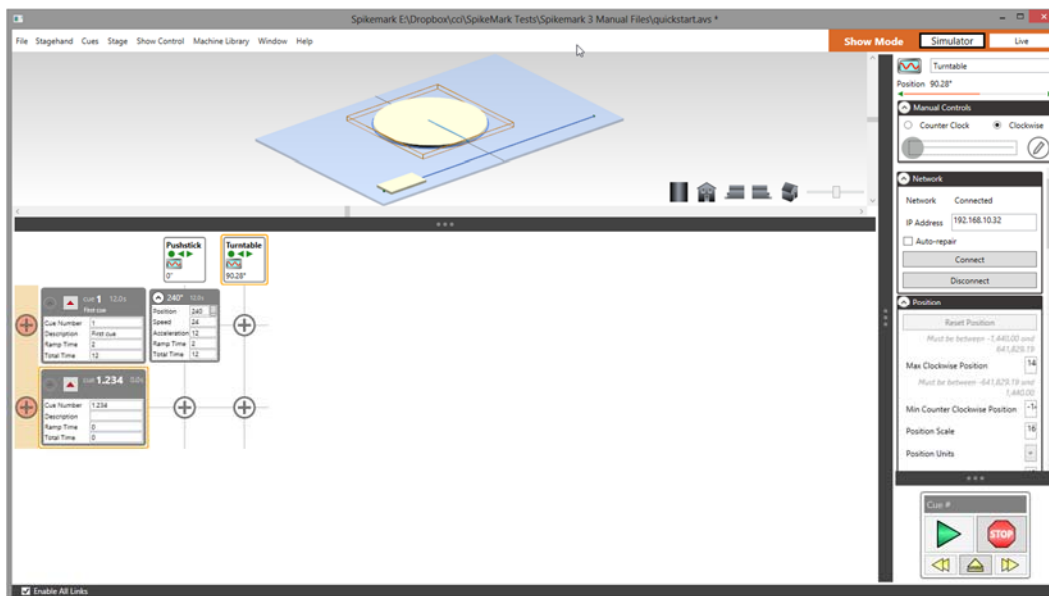 Spikemark E:\Dropbox\cci\SpikeMark Tests\Spikemark 3 Manual Files\quickstart.avs *
File Stagehand Cues Stage Show Control Machine Library Window Help
Show Mode Simulator Live
Turntable
Position 90.28°
Manual Controls
Counter Clock Clockwise
Network
Network Connected
IP Address 192.168.10.32
Auto-repair
Connect
Disconnect
Position
Reset Position
Must be between -1,440.00 and
641,829.19
Max Clockwise Position 14
Must be between -641,829.19 and
1,440.00
Min Counter Clockwise Position -1
Position Scale 16
Position Units
Pushstick
0"
Turntable
90.28°
cue 1 12.0s
First cue
Cue Number 1
Description First cue
Ramp Time 2
Total Time 12
240" 12.0s
Position 240
Speed 24
Acceleration 12
Ramp Time 2
Total Time 12
cue 1.234 0.0s
Cue Number 1.234
Description
Ramp Time 0
Total Time 0
Cue #
STOP
Enable All Links